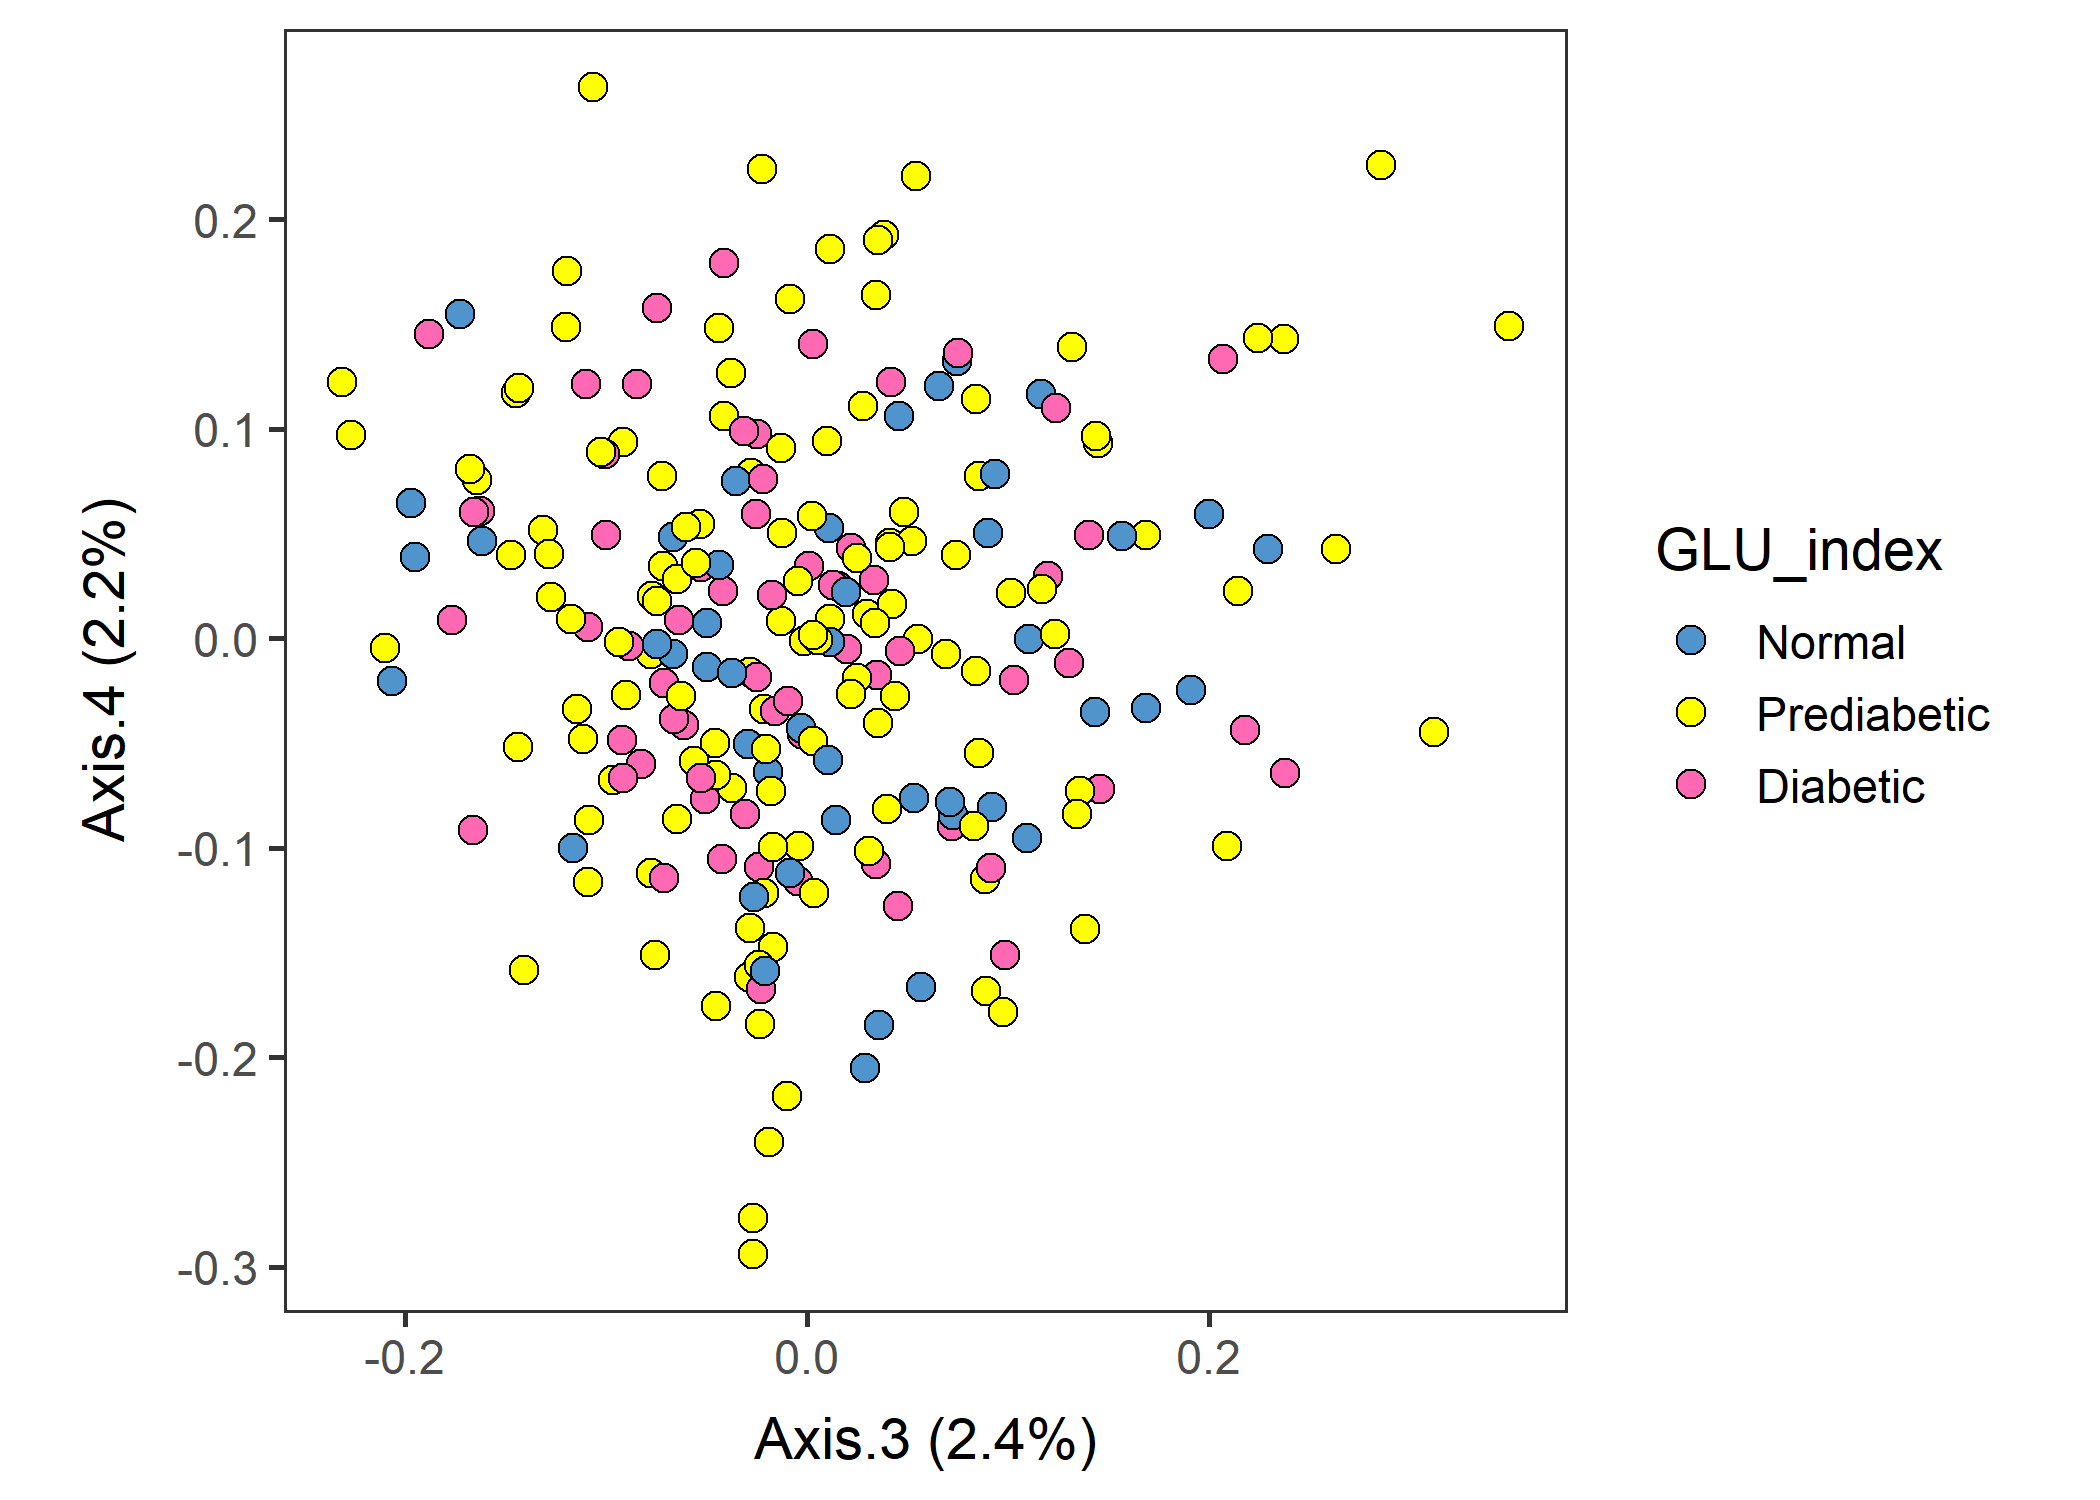 Axis.4 (2.2%)
0.2
0.1
0.0
-0.1
-0.2
-0.3
-0.2
0.0
0.2
Axis.3 (2.4%)
GLU_index
Normal
Prediabetic
Diabetic